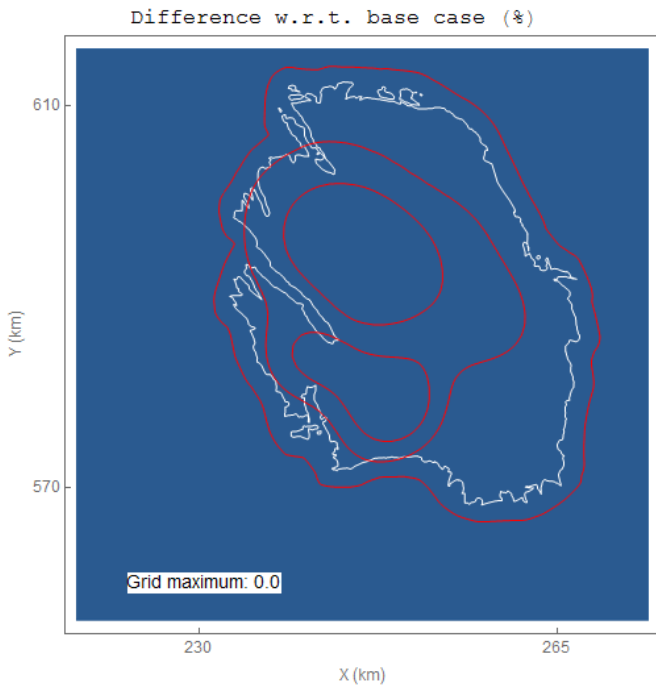 Difference w.r.t. base case (%)
610
Y (km)
570
Grid maximum: 0.0
230
265
X (km)